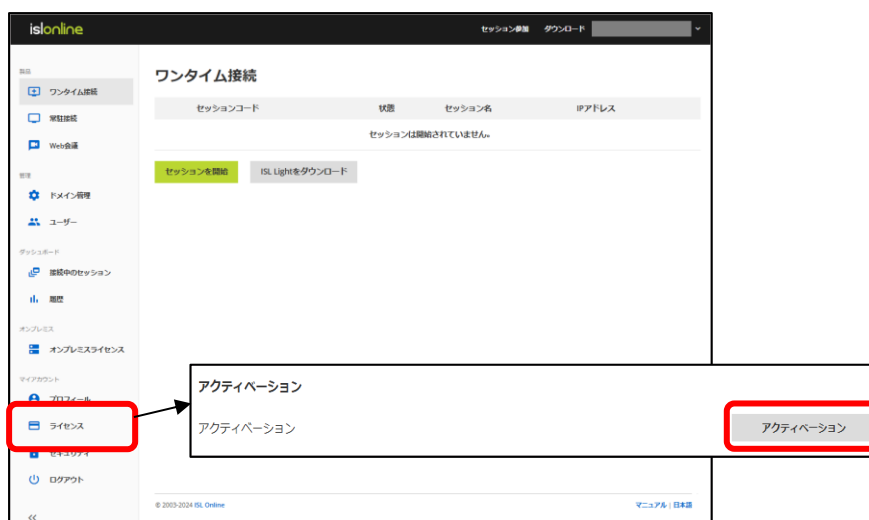 islonline
セッション参加 ダウンロード
製品
ワンタイム接続
常駐接続
Web会議
管理
ドメイン管理
ユーザー
ダッシュボード
接続中のセッション
履歴
オンプレミス
オンプレミスライセンス
マイアカウント
プロフィール
ライセンス
セキュリティ
ログアウト
ワンタイム接続
セッションコード 状態 セッション名 IPアドレス
セッションは開始されていません。
セッションを開始 ISL Lightをダウンロード
アクティベーション
アクティベーション アクティベーション
© 2003-2024 ISL Online マニュアル | 日本語